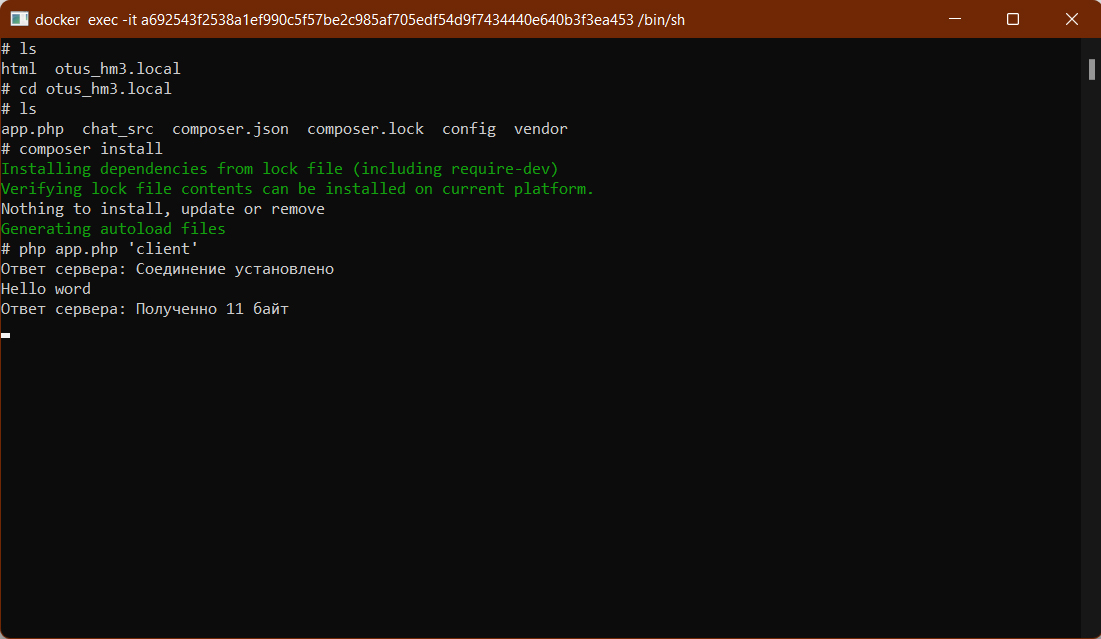 docker exec -it a692543f2538a1ef990c5f57be2c985af705edf54d9f7434440e640b3f3ea453 /bin/sh
# ls
html  otus_hm3.local
# cd otus_hm3.local
# ls
app.php  chat_src  composer.json  composer.lock  config  vendor
# composer install
Installing dependencies from lock file (including require-dev)
Verifying lock file contents can be installed on current platform.
Nothing to install, update or remove
Generating autoload files
# php app.php 'client'
Ответ сервера: Соединение установлено
Hello word
Ответ сервера: Полученно 11 байт